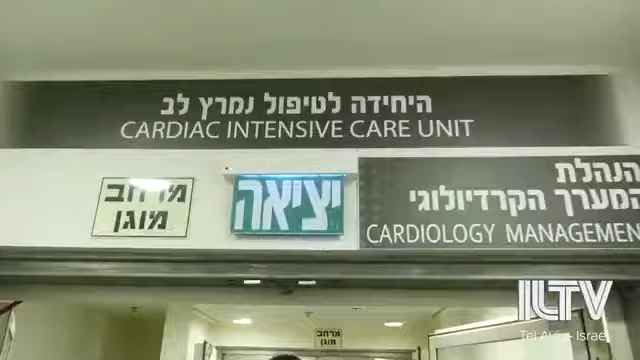 היחידה לטיפול נמרץ לב
CARDIAC INTENSIVE CARE UNIT
מרחב
מוגן
יציאה
הנהלת
המערך הקרדיולוגי
CARDIOLOGY MANAGEMEN
מרחב
מוגן
ILTV
Tel Aviv - Israel